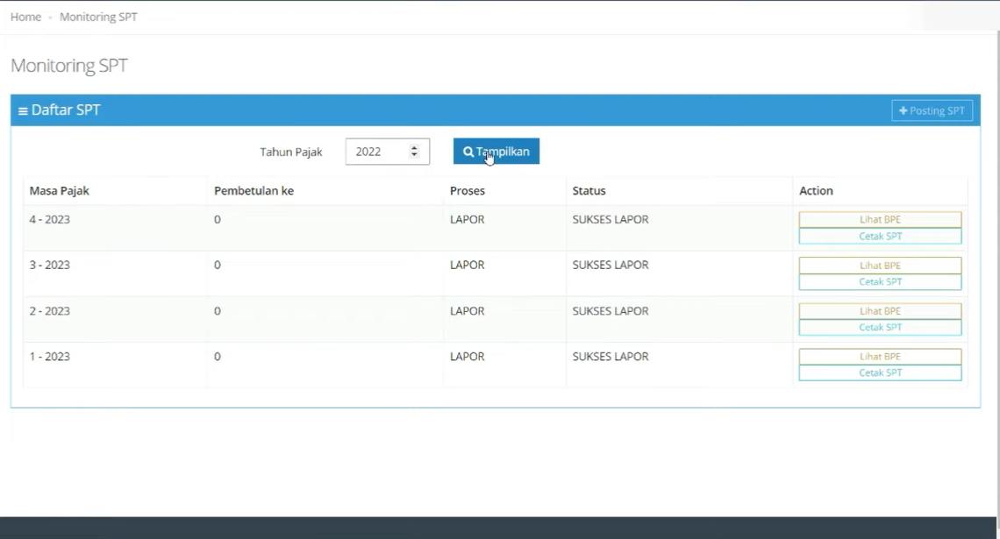 Home Monitoring SPT
Monitoring SPT
Daftar SPT + Posting SPT
Tahun Pajak 2022 Tampilkan
Masa Pajak Pembetulan ke Proses Status Action
4 - 2023 0 LAPOR SUKSES LAPOR Lihat BPE
Cetak SPT
3 - 2023 0 LAPOR SUKSES LAPOR Lihat BPE
Cetak SPT
2 - 2023 0 LAPOR SUKSES LAPOR Lihat BPE
Cetak SPT
1 - 2023 0 LAPOR SUKSES LAPOR Lihat BPE
Cetak SPT